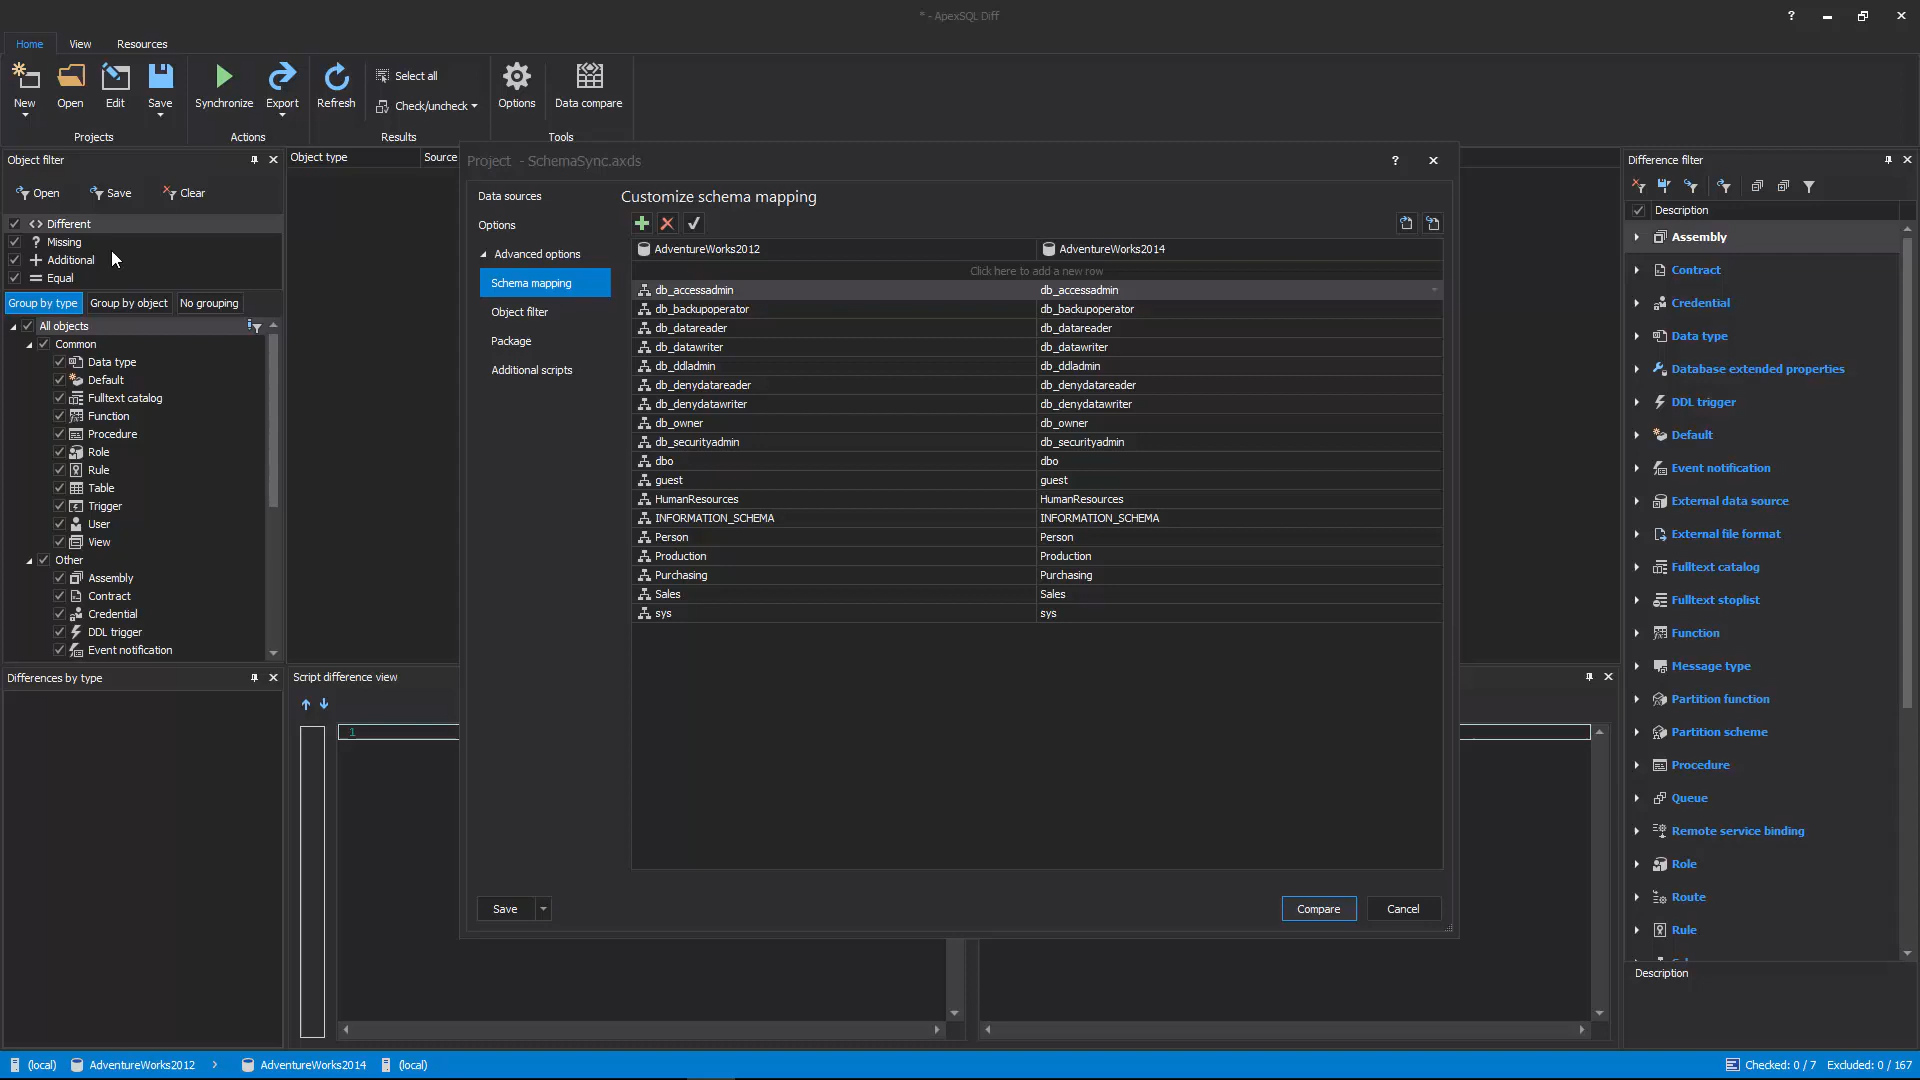 * - ApexSQL Diff
?
Home View Resources
New
Open
Edit
Save
Synchronize
Export
Refresh
Select all
Check/uncheck
Options
Data compare
Projects
Actions
Results
Tools
Object filter
Open Save Clear
Different
Missing
Additional
Equal
Group by type Group by object No grouping
All objects
Common
Data type
Default
Fulltext catalog
Function
Procedure
Role
Rule
Table
Trigger
User
View
Other
Assembly
Contract
Credential
DDL trigger
Event notification
Differences by type
Object type Source
Script difference view
1
Project - SchemaSync.axds
?
Data sources
Options
Advanced options
Schema mapping
Object filter
Package
Additional scripts
Customize schema mapping
AdventureWorks2012 AdventureWorks2014
Click here to add a new row
db_accessadmin db_accessadmin
db_backupoperator db_backupoperator
db_datareader db_datareader
db_datawriter db_datawriter
db_ddladmin db_ddladmin
db_denydatareader db_denydatareader
db_denydatawriter db_denydatawriter
db_owner db_owner
db_securityadmin db_securityadmin
dbo dbo
guest guest
HumanResources HumanResources
INFORMATION_SCHEMA INFORMATION_SCHEMA
Person Person
Production Production
Purchasing Purchasing
Sales Sales
sys sys
Save
Compare Cancel
Difference filter
Description
Assembly
Contract
Credential
Data type
Database extended properties
DDL trigger
Default
Event notification
External data source
External file format
Fulltext catalog
Fulltext stoplist
Function
Message type
Partition function
Partition scheme
Procedure
Queue
Remote service binding
Role
Route
Rule
Description
(local) AdventureWorks2012 AdventureWorks2014 (local)
Checked: 0 / 7 Excluded: 0 / 167